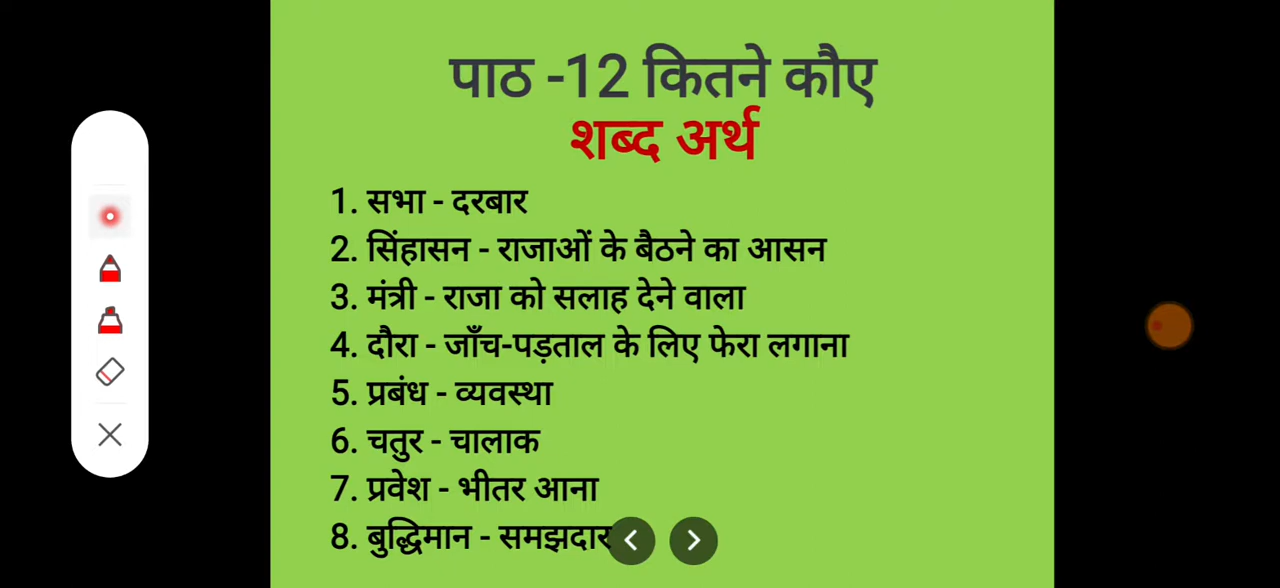 पाठ -12 कितने कौए
शब्द अर्थ
1. सभा - दरबार
2. सिंहासन - राजाओं के बैठने का आसन
3. मंत्री - राजा को सलाह देने वाला
4. दौरा - जाँच-पड़ताल के लिए फेरा लगाना
5. प्रबंध - व्यवस्था
6. चतुर - चालाक
7. प्रवेश - भीतर आना
8. बुद्धिमान - समझदार